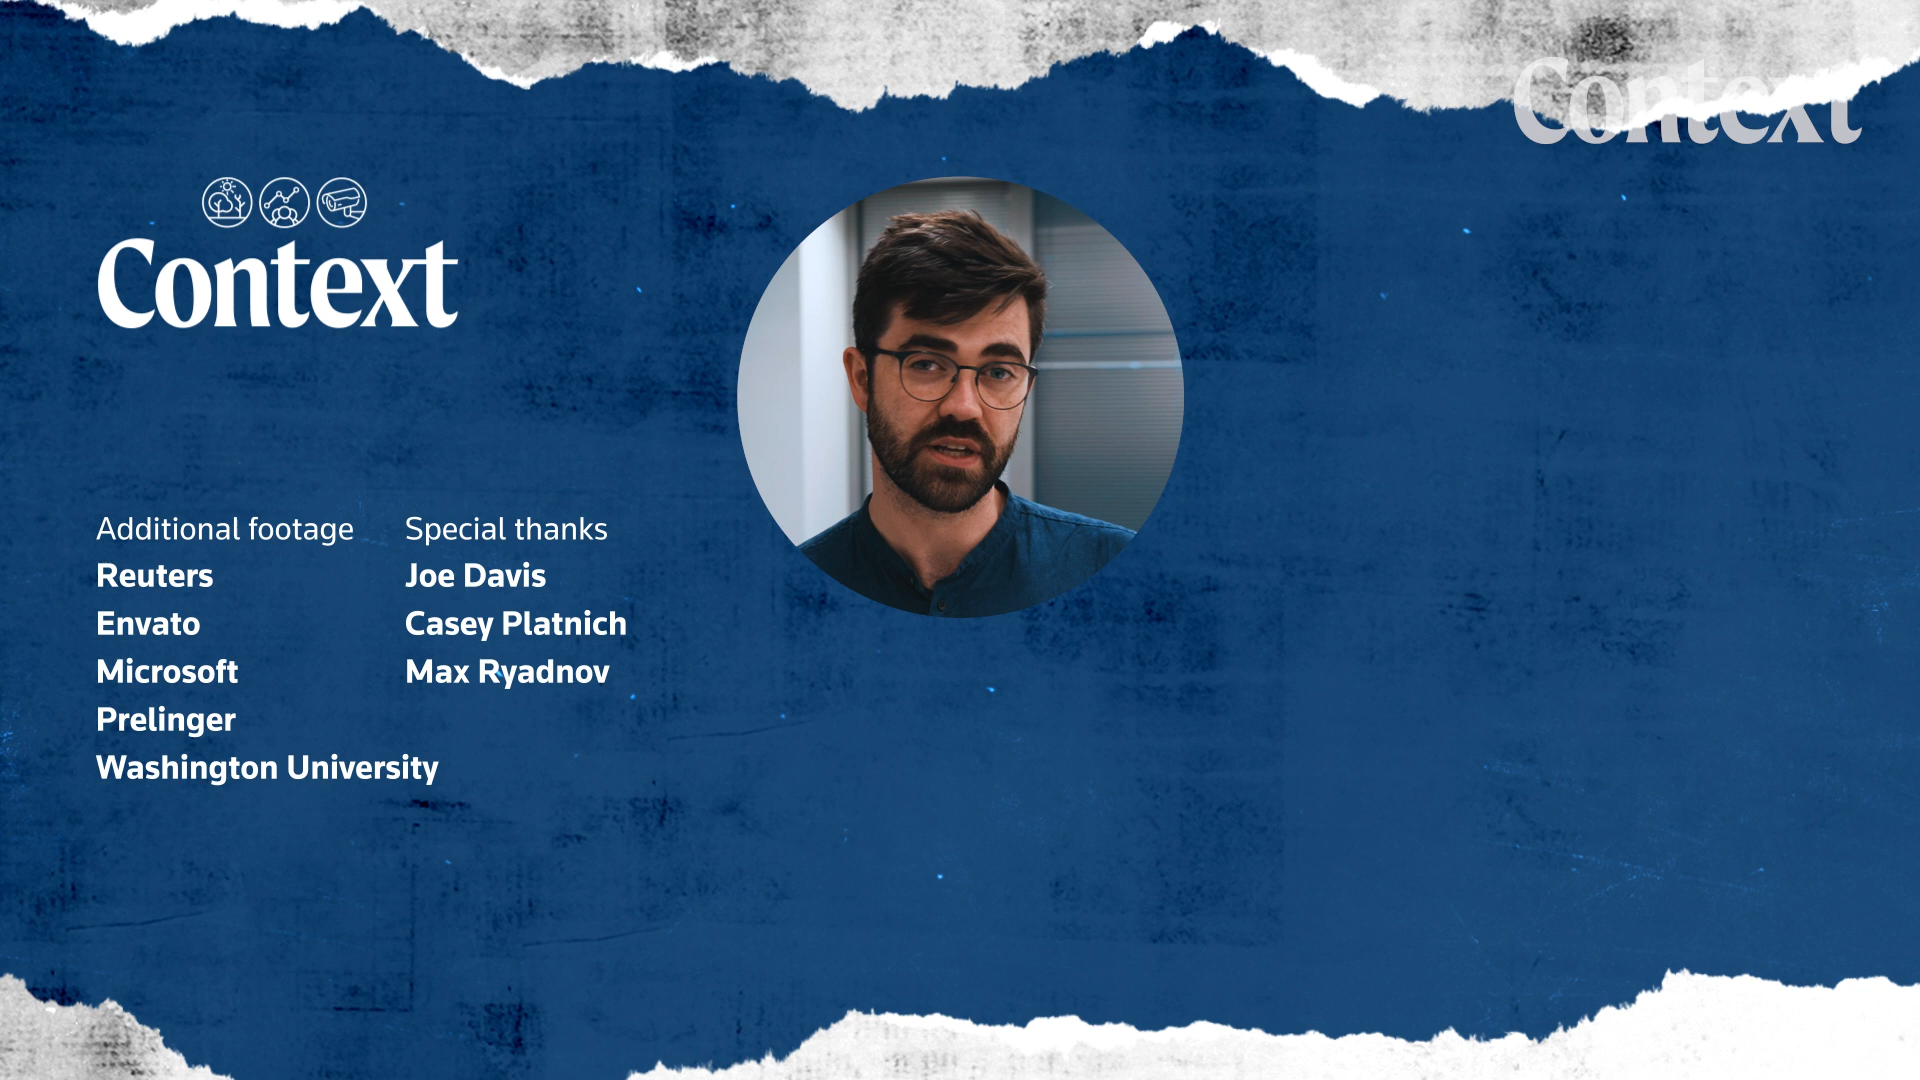 Context
Context
Additional footage
Reuters
Envato
Microsoft
Prelinger
Washington University
Special thanks
Joe Davis
Casey Platnich
Max Ryadnov